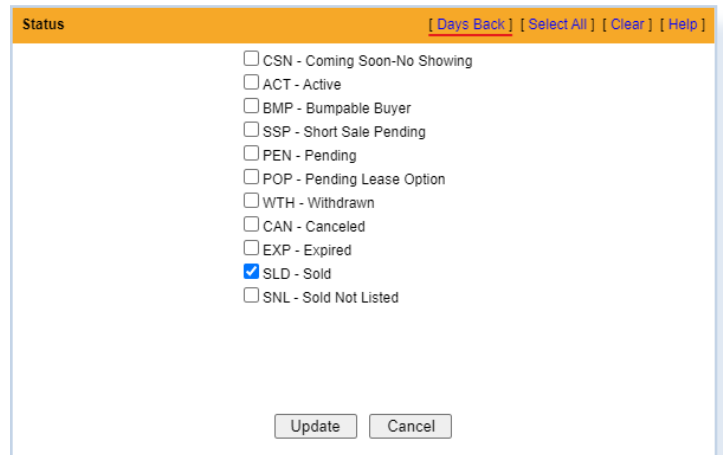 Status [ Days Back ] [ Select All ] [ Clear ] [ Help ]
CSN - Coming Soon-No Showing
ACT - Active
BMP - Bumpable Buyer
SSP - Short Sale Pending
PEN - Pending
POP - Pending Lease Option
WTH - Withdrawn
CAN - Canceled
EXP - Expired
SLD - Sold
SNL - Sold Not Listed
Update Cancel